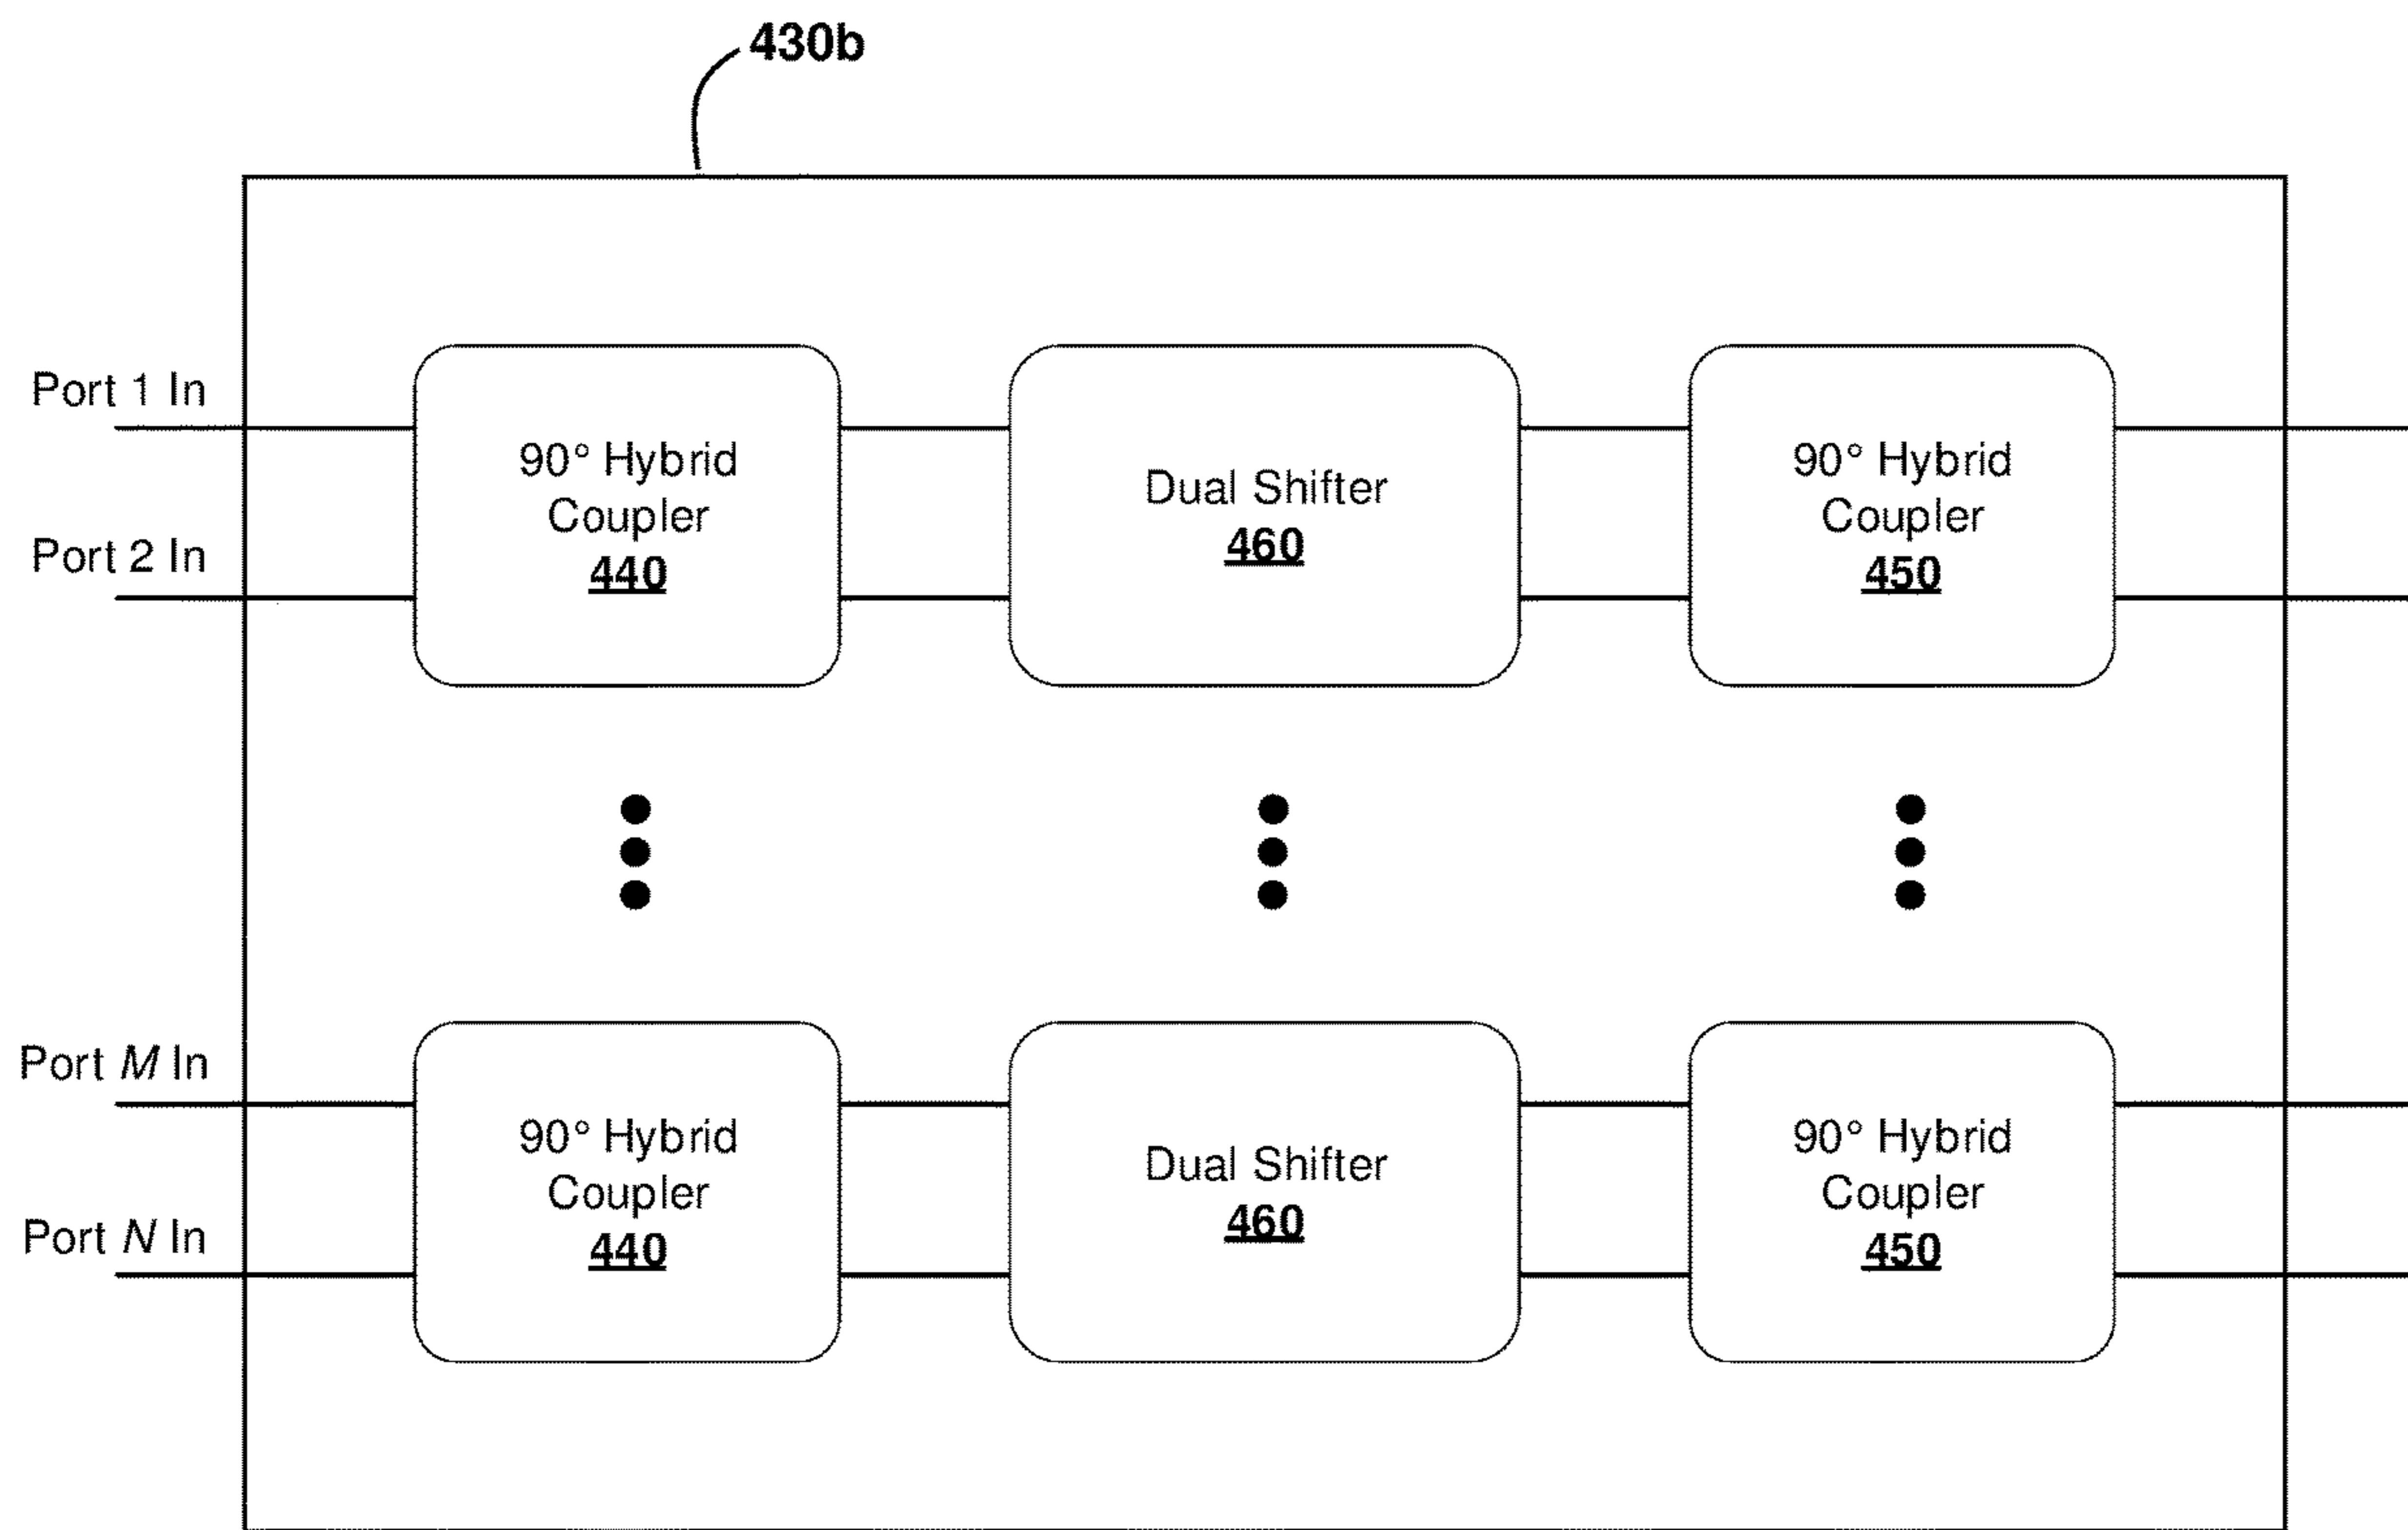 430b
Port 1 In
Port 2 In
90° Hybrid
Coupler
440
Dual Shifter
460
90° Hybrid
Coupler
450
Port M In
Port N In
90° Hybrid
Coupler
440
Dual Shifter
460
90° Hybrid
Coupler
450